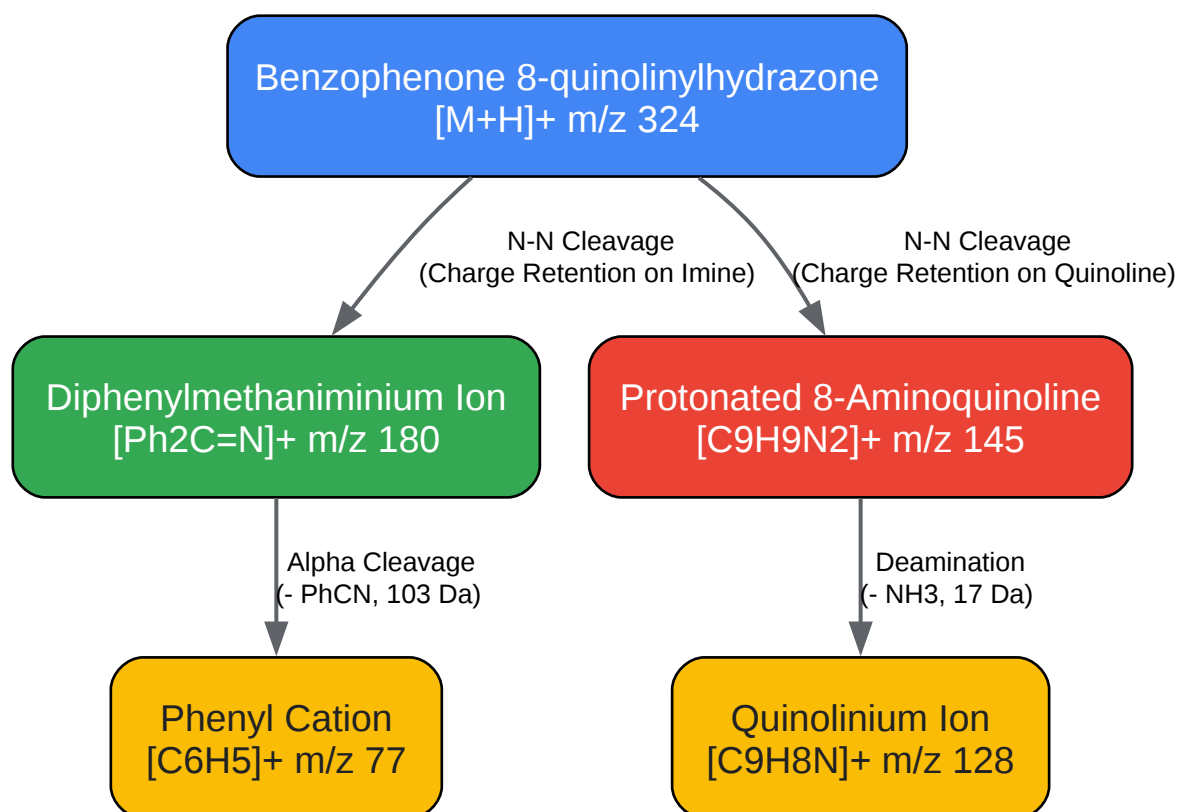 Benzophenone 8-quinolinylhydrazone
[M+H]+ m/z 324
N-N Cleavage
(Charge Retention on Imine)
N-N Cleavage
(Charge Retention on Quinoline)
Diphenylmethaniminium Ion
[Ph2C=N]+ m/z 180
Protonated 8-Aminoquinoline
[C9H9N2]+ m/z 145
Alpha Cleavage
(- PhCN, 103 Da)
Deamination
(- NH3, 17 Da)
Phenyl Cation
[C6H5]+ m/z 77
Quinolinium Ion
[C9H8N]+ m/z 128